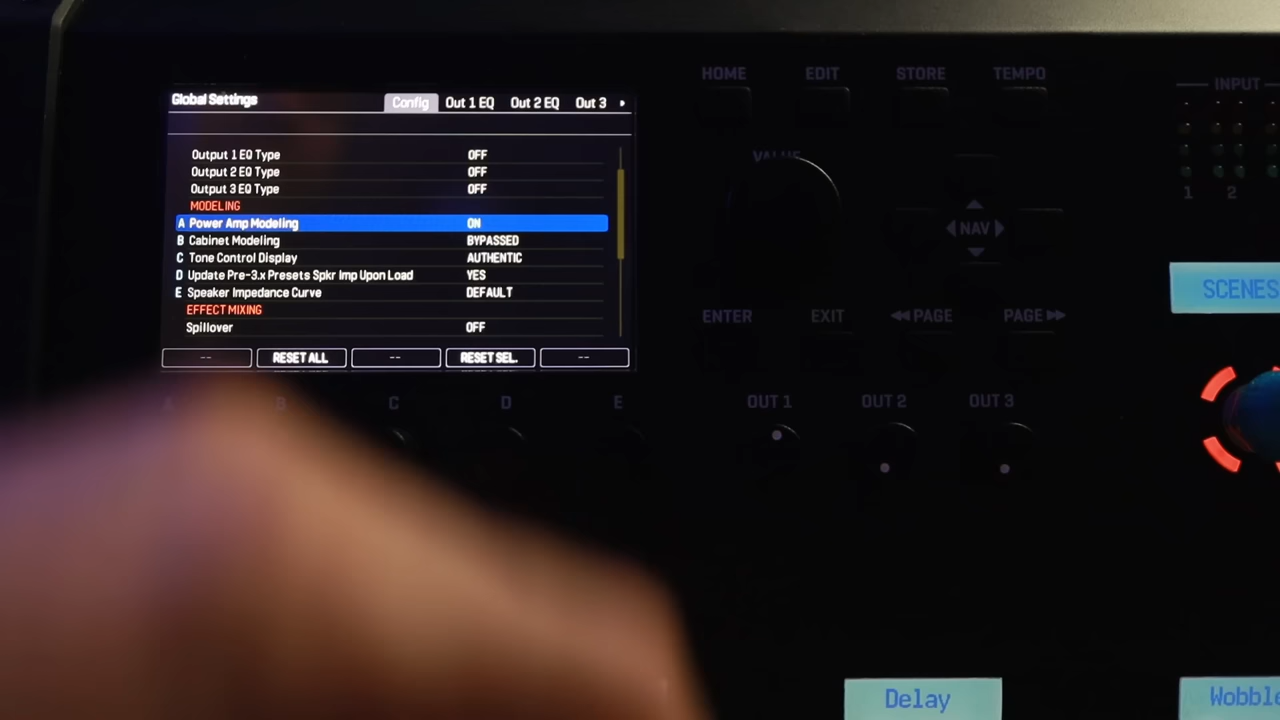 HOME EDIT STORE TEMPO
INPUT
Global Settings Config Out 1 EQ Out 2 EQ Out 3
Output 1 EQ Type OFF
Output 2 EQ Type OFF
Output 3 EQ Type OFF
MODELING
A Power Amp Modeling ON
B Cabinet Modeling BYPASSED
C Tone Control Display AUTHENTIC
D Update Pre-3.x Presets Spkr Imp Upon Load YES
E Speaker Impedance Curve DEFAULT
EFFECT MIXING
Spillover OFF
-- RESET ALL -- RESET SEL. --
VALUE
1 2
NAV
SCENES
ENTER EXIT PAGE PAGE
A B C D E
OUT 1 OUT 2 OUT 3
Delay
Wobble